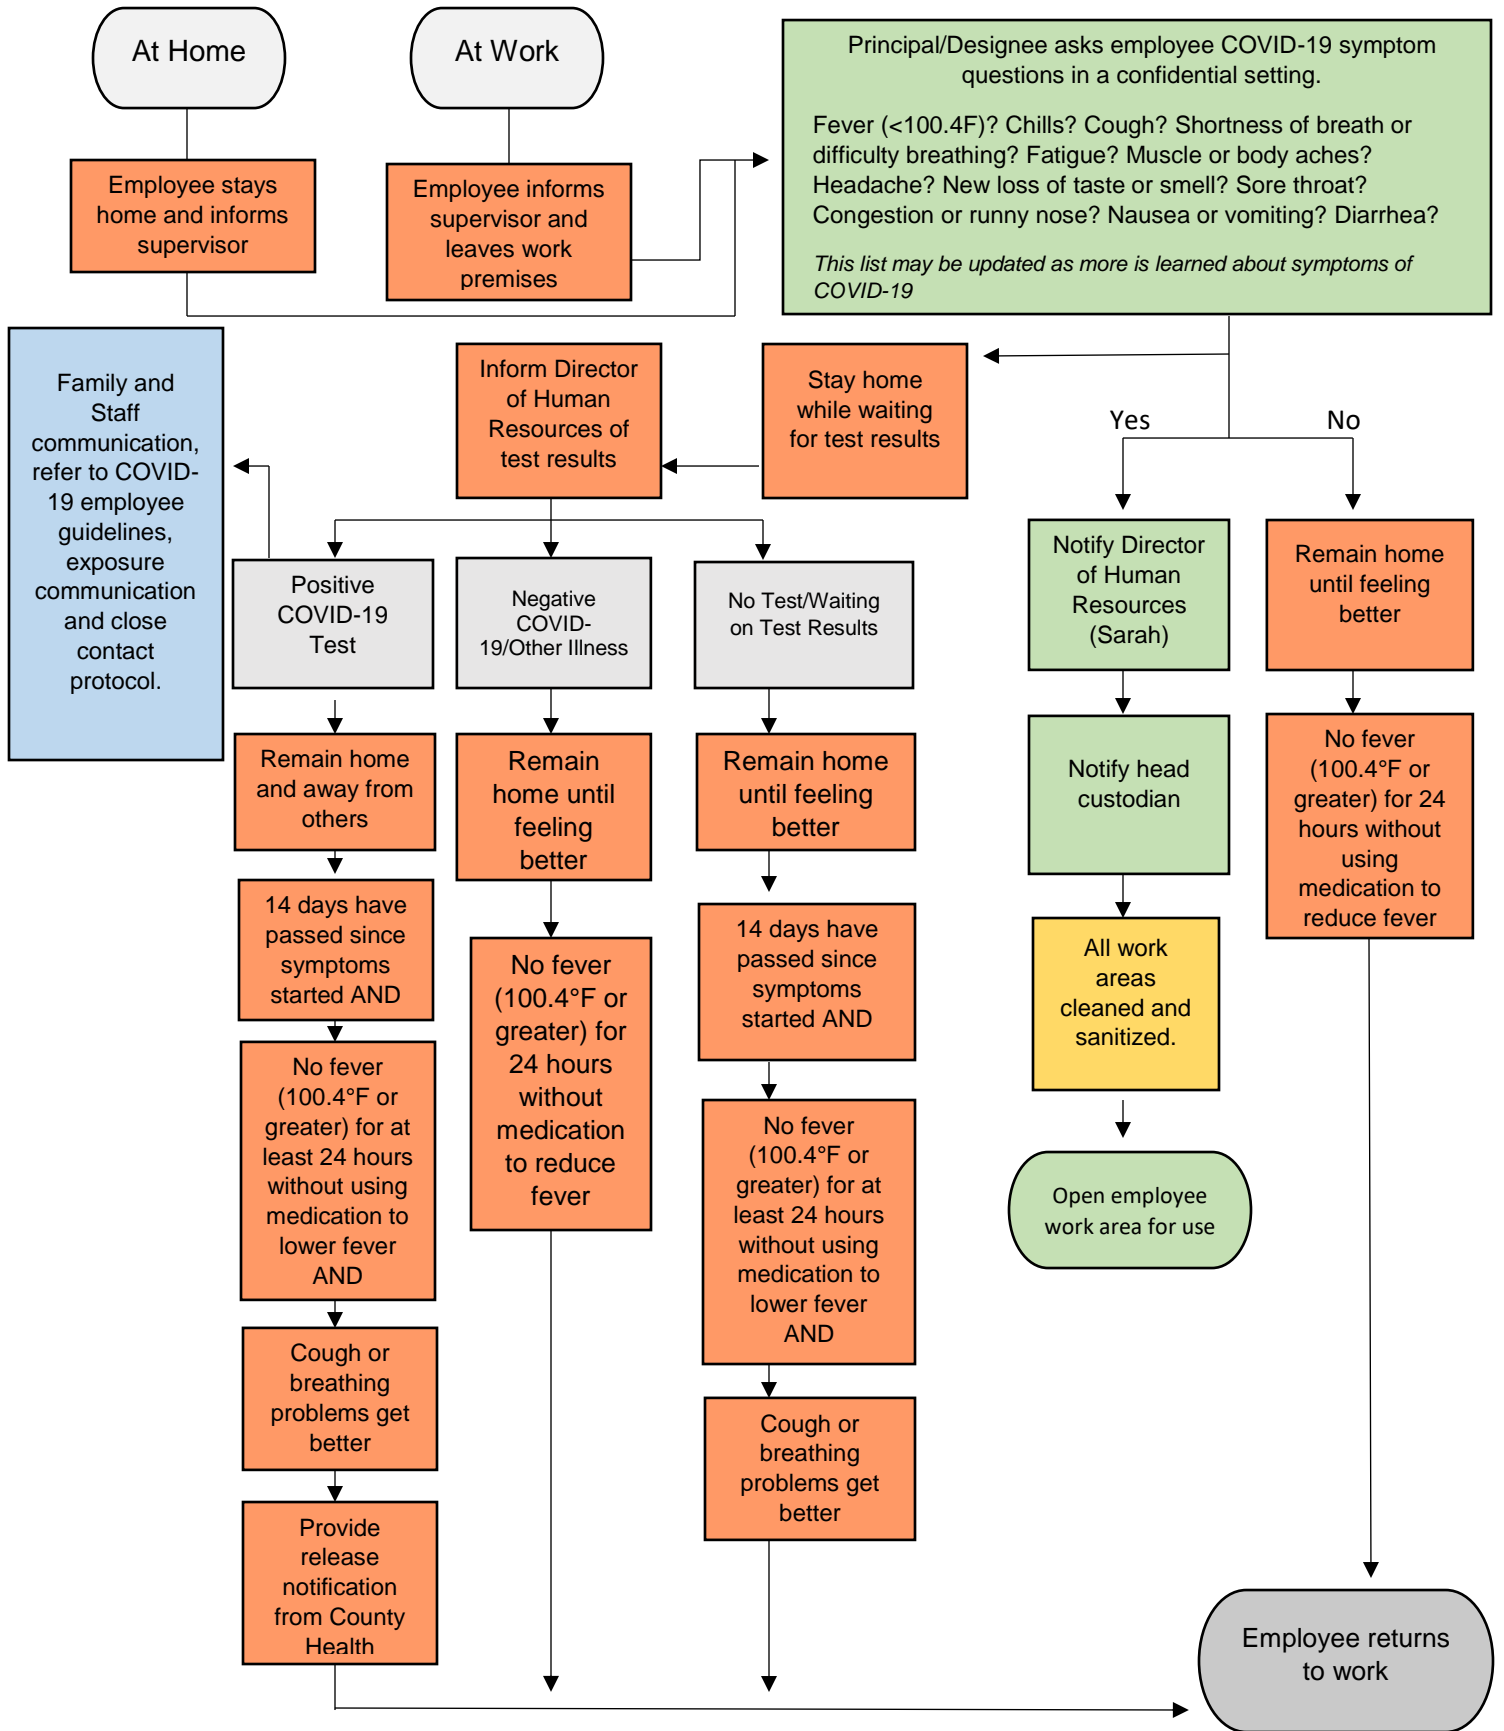 At Home
At Work
Principal/Designee asks employee COVID-19 symptom
questions in a confidential setting.
Fever (<100.4F)? Chills? Cough? Shortness of breath or
difficulty breathing? Fatigue? Muscle or body aches?
Headache? New loss of taste or smell? Sore throat?
Congestion or runny nose? Nausea or vomiting? Diarrhea?
This list may be updated as more is learned about symptoms of
COVID-19
Employee stays
home and informs
supervisor
Employee informs
supervisor and
leaves work
premises
Family and
Staff
communication,
refer to COVID-
19 employee
guidelines,
exposure
communication
and close
contact
protocol.
Inform Director
of Human
Resources of
test results
Stay home
while waiting
for test results
Yes
No
Positive
COVID-19
Test
Negative
COVID-
19/Other Illness
No Test/Waiting
on Test Results
Notify Director
of Human
Resources
(Sarah)
Remain home
until feeling
better
Remain home
and away from
others
Remain
home until
feeling
better
Remain home
until feeling
better
Notify head
custodian
No fever
(100.4°F or
greater) for 24
hours without
using
medication to
reduce fever
14 days have
passed since
symptoms
started AND
No fever
(100.4°F or
greater) for
24 hours
without
medication
to reduce
fever
14 days have
passed since
symptoms
started AND
All work
areas
cleaned and
sanitized.
No fever
(100.4°F or
greater) for at
least 24 hours
without using
medication to
lower fever
AND
No fever
(100.4°F or
greater) for at
least 24 hours
without using
medication to
lower fever
AND
Open employee
work area for use
Cough or
breathing
problems get
better
Cough or
breathing
problems get
better
Provide
release
notification
from County
Health
Employee returns
to work